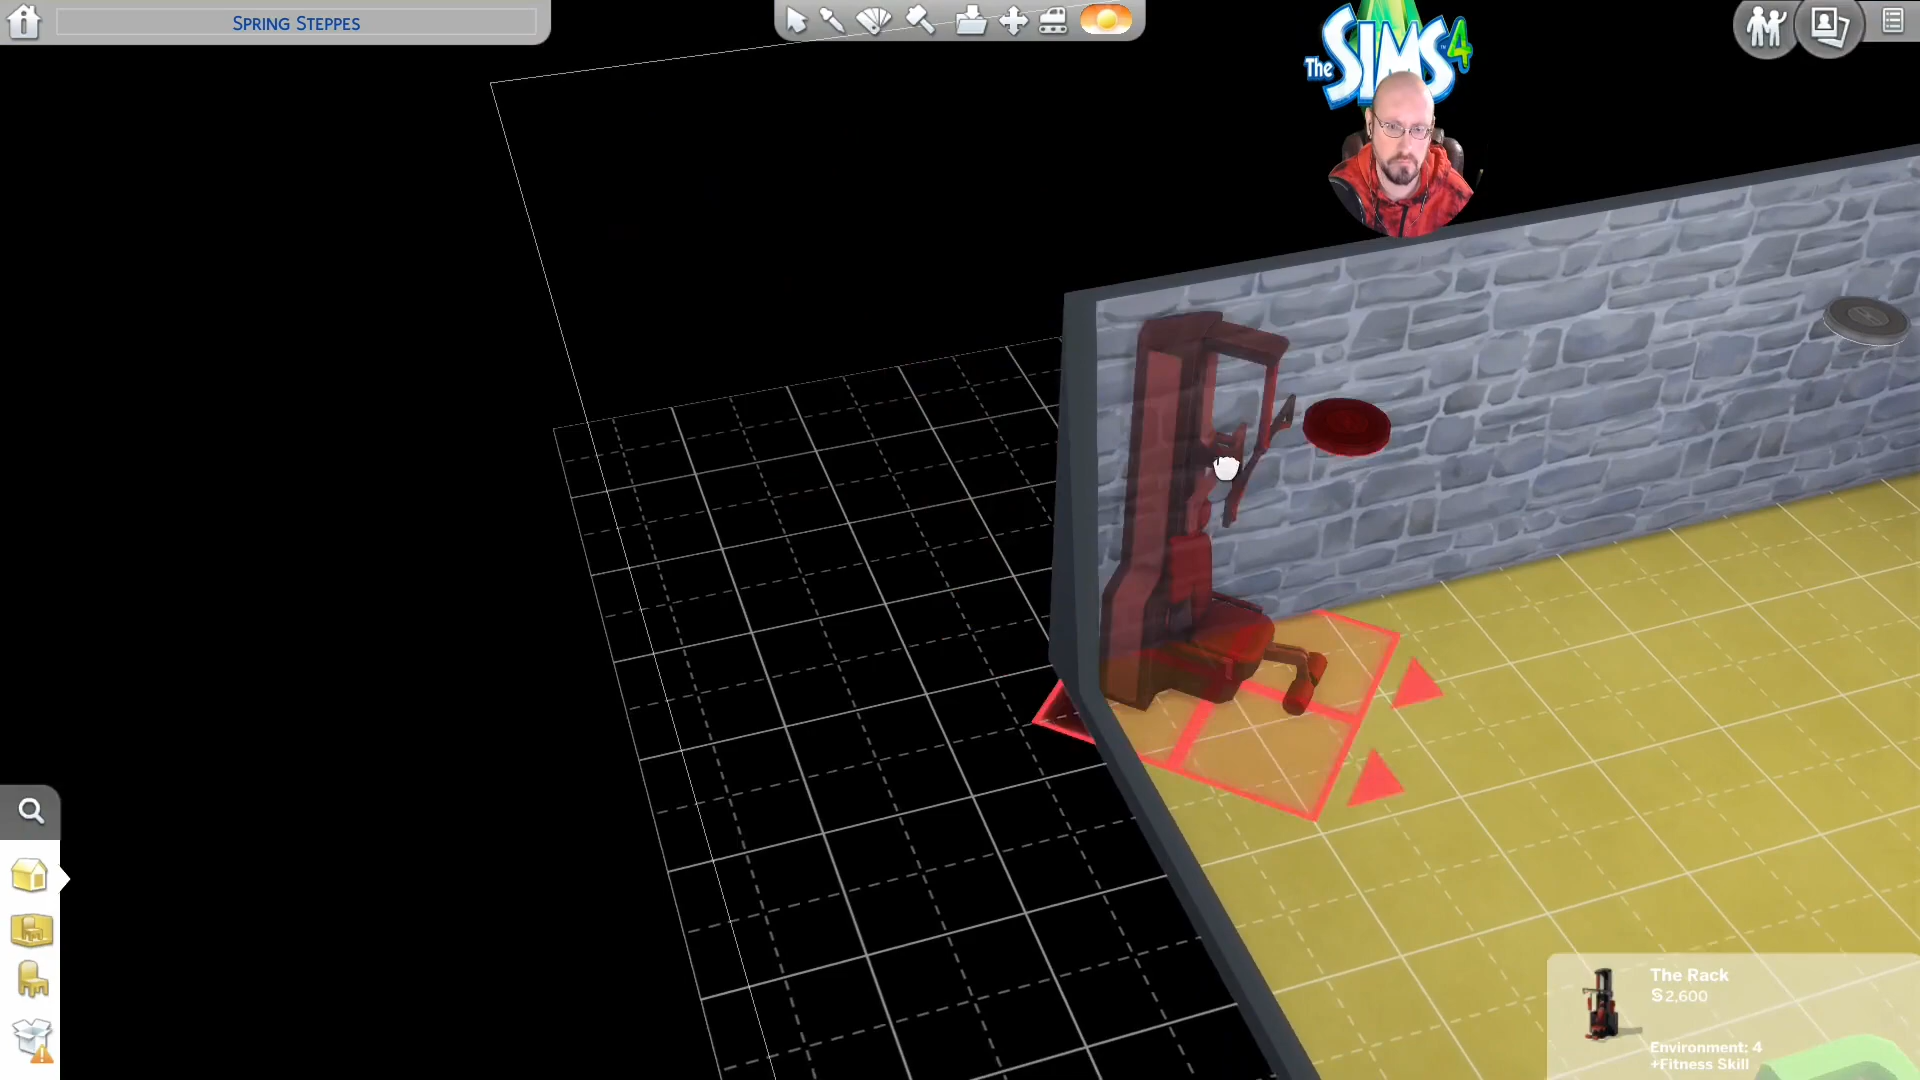 SPRING STEPPES
THE SIMS 4
The Rack
§2,600
Environment: 4
+Fitness Skill